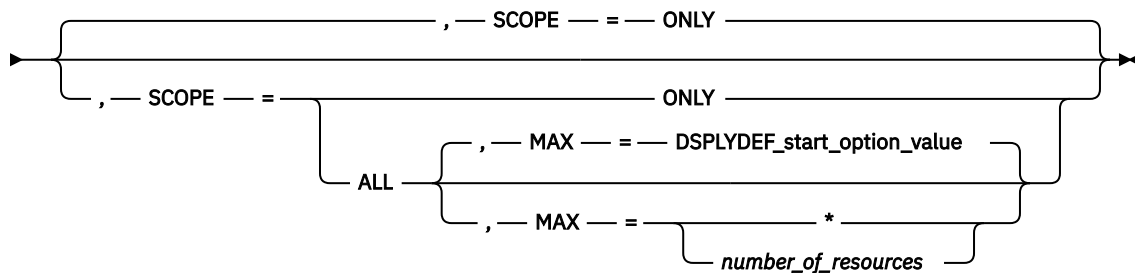 , SCOPE = ONLY
, SCOPE = ONLY
, MAX = DSPLYDEF_start_option_value
ALL
, MAX = *
number_of_resources